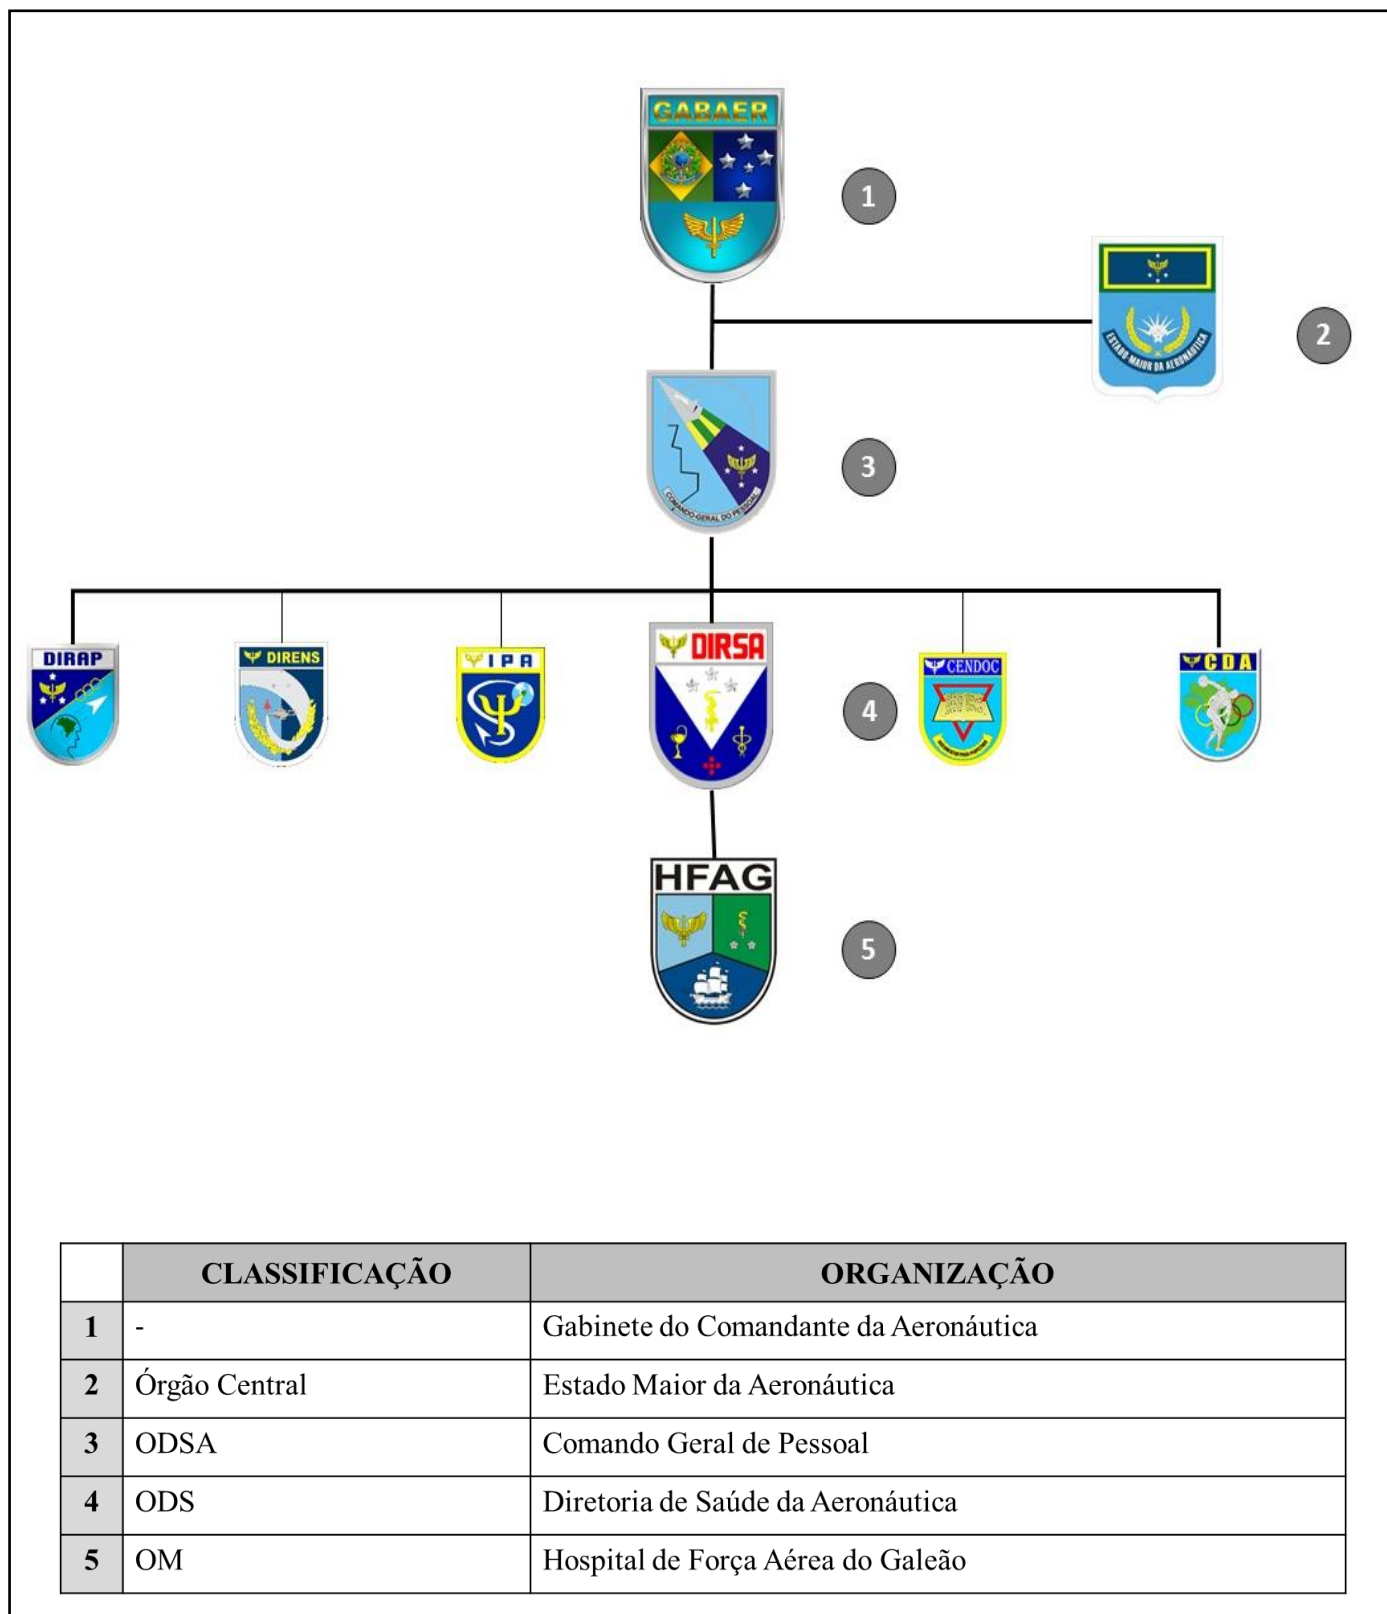 GABAER
1
ESTADO-MAIOR DA AERONÁUTICA
2
COMANDO-GERAL DO PESSOAL
3
DIRAP
DIRENS
IPA
DIRSA
4
CENDOC
CDA
HFAG
5
CLASSIFICAÇÃO ORGANIZAÇÃO
1 - Gabinete do Comandante da Aeronáutica
2 Órgão Central Estado Maior da Aeronáutica
3 ODSA Comando Geral de Pessoal
4 ODS Diretoria de Saúde da Aeronáutica
5 OM Hospital de Força Aérea do Galeão